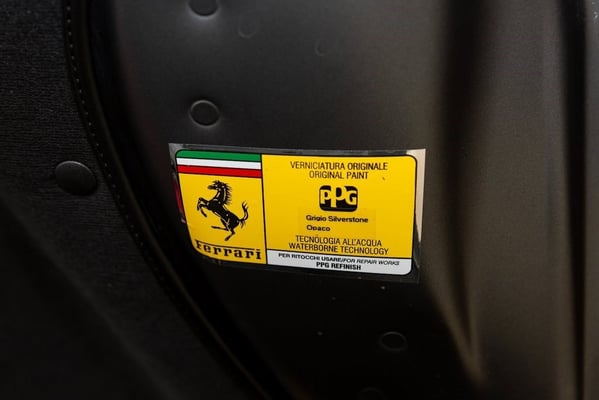 VERNICIATURA ORIGINALE
ORIGINAL PAINT
PPG
Grigio Silverstone
Opaco
TECNOLOGIA ALL'ACQUA
WATERBORNE TECHNOLOGY
Ferrari
PER RITOCCHI USARE/FOR REPAIR WORKS
PPG REFINISH